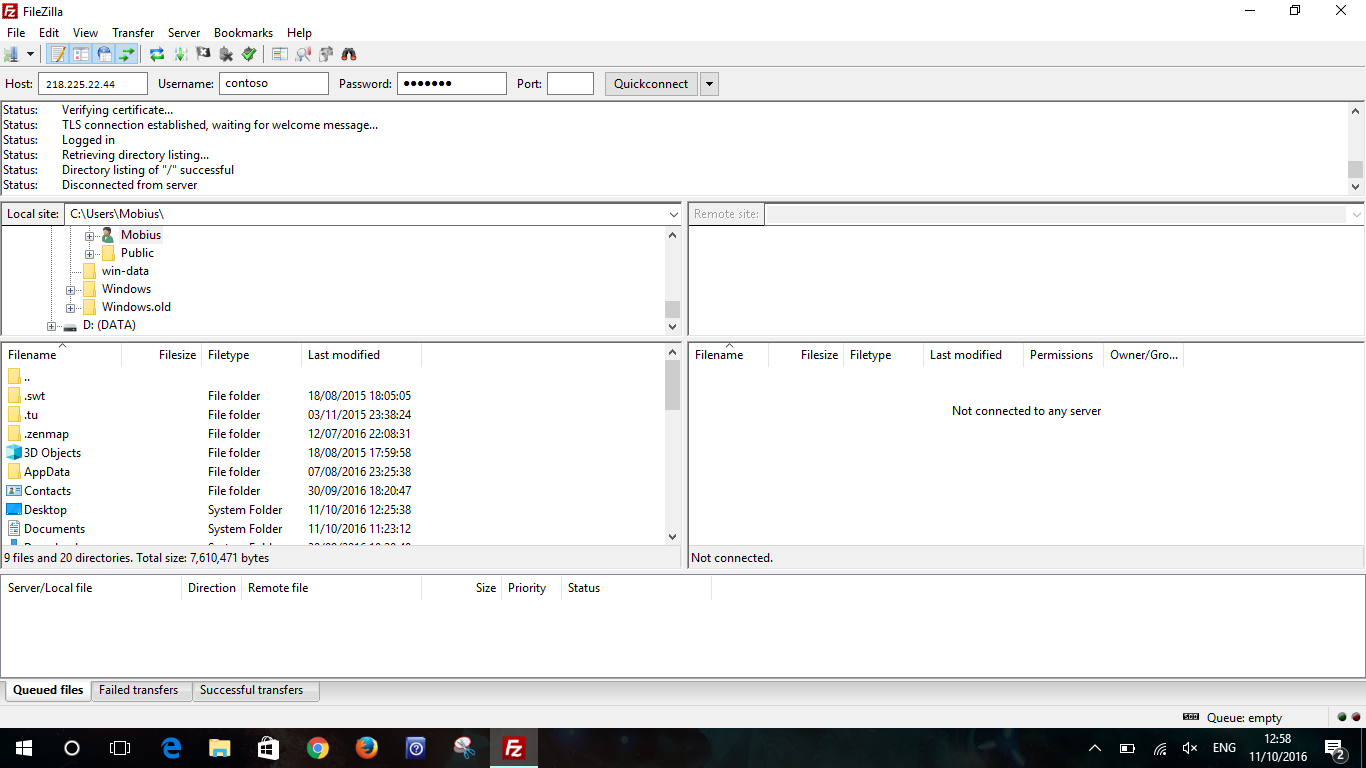 FileZilla
File Edit View Transfer Server Bookmarks Help
Host: 218.225.22.44 Username: contoso Password: ●●●●●●● Port: Quickconnect
Status: Verifying certificate...
Status: TLS connection established, waiting for welcome message...
Status: Logged in
Status: Retrieving directory listing...
Status: Directory listing of "/" successful
Status: Disconnected from server
Local site: C:\Users\Mobius\
Mobius
Public
win-data
Windows
Windows.old
D: (DATA)
Filename Filesize Filetype Last modified
..
.swt File folder 18/08/2015 18:05:05
.tu File folder 03/11/2015 23:38:24
.zenmap File folder 12/07/2016 22:08:31
3D Objects File folder 18/08/2015 17:59:58
AppData File folder 07/08/2016 23:25:38
Contacts File folder 30/09/2016 18:20:47
Desktop System Folder 11/10/2016 12:25:38
Documents System Folder 11/10/2016 11:23:12
9 files and 20 directories. Total size: 7,610,471 bytes
Remote site:
Filename Filesize Filetype Last modified Permissions Owner/Gro...
Not connected to any server
Not connected.
Server/Local file Direction Remote file Size Priority Status
Queued files Failed transfers Successful transfers
Queue: empty
ENG
12:58
11/10/2016
2